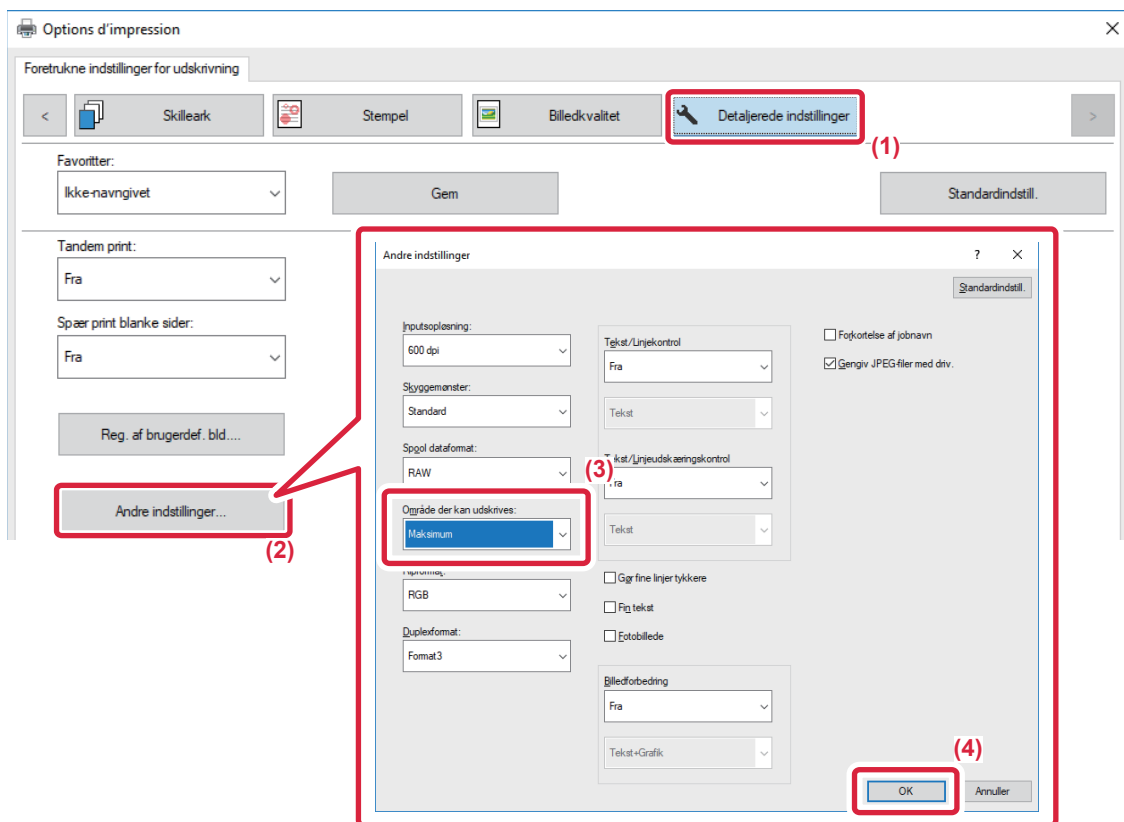 Options d'impression
Foretrukne indstillinger for udskrivning
<
Skilleark
Stempel
Billedkvalitet
Detaljerede indstillinger
>
(1)
Favoritter:
Ikke-navngivet
Gem
Standardindstill.
Tandem print:
Fra
Spær print blanke sider:
Fra
Reg. af brugerdef. bld....
Andre indstillinger...
(2)
Andre indstillinger
?
Standardindstill.
Inputsopløsning:
600 dpi
Skyggemønster:
Standard
Spool dataformat:
RAW
(3)
Område der kan udskrives:
Maksimum
RGB
Duplexformat:
Format3
Tekst/Linjekontrol
Fra
Tekst
Tekst/Linjeudskæringskontrol
Fra
Tekst
Gør fine linjer tykkere
Fin tekst
Fotobillede
Billedforbedring
Fra
Tekst+Grafik
Forkortelse af jobnavn
Gengiv JPEG-filer med driv.
(4)
OK
Annuller